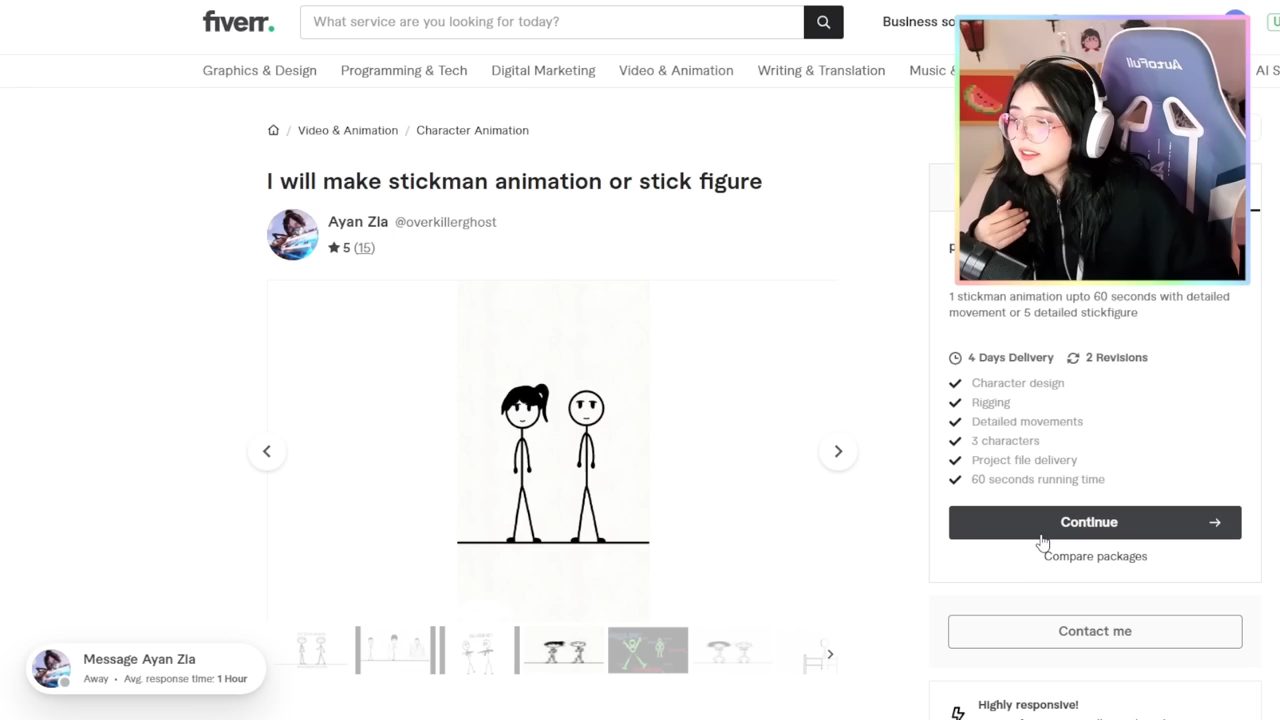 fiverr.
What service are you looking for today?
Business so
Graphics & Design
Programming & Tech
Digital Marketing
Video & Animation
Writing & Translation
Music &
AI S
/ Video & Animation / Character Animation
I will make stickman animation or stick figure
Ayan Zia @overkillerghost
5 (15)
1 stickman animation upto 60 seconds with detailed
movement or 5 detailed stickfigure
4 Days Delivery 2 Revisions
Character design
Rigging
Detailed movements
3 characters
Project file delivery
60 seconds running time
Continue
Compare packages
Contact me
Message Ayan Zia
Away • Avg. response time: 1 Hour
Highly responsive!